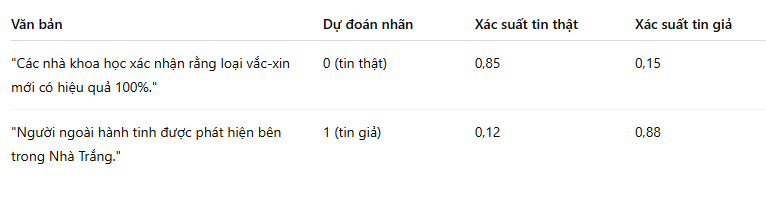 Văn bản Dự đoán nhãn Xác suất tin thật Xác suất tin giả
"Các nhà khoa học xác nhận rằng loại vắc-xin 0 (tin thật) 0,85 0,15
mới có hiệu quả 100%."
"Người ngoài hành tinh được phát hiện bên 1 (tin giả) 0,12 0,88
trong Nhà Trắng."